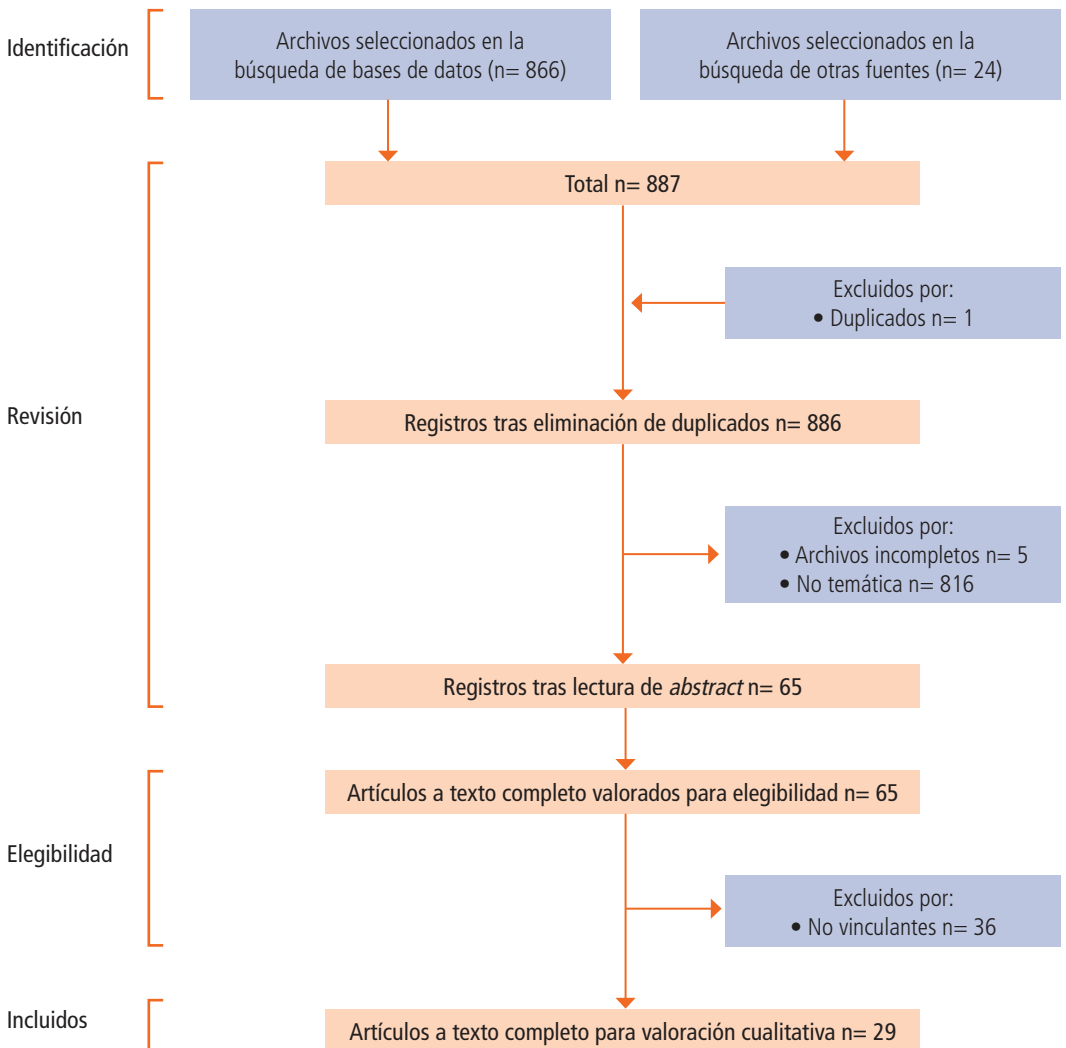 Identificación
Archivos seleccionados en la
búsqueda de bases de datos (n= 866)
Archivos seleccionados en la
búsqueda de otras fuentes (n= 24)
Revisión
Total n= 887
Excluidos por:
• Duplicados n= 1
Registros tras eliminación de duplicados n= 886
Excluidos por:
• Archivos incompletos n= 5
• No temática n= 816
Registros tras lectura de abstract n= 65
Elegibilidad
Artículos a texto completo valorados para elegibilidad n= 65
Excluidos por:
• No vinculantes n= 36
Incluidos
Artículos a texto completo para valoración cualitativa n= 29